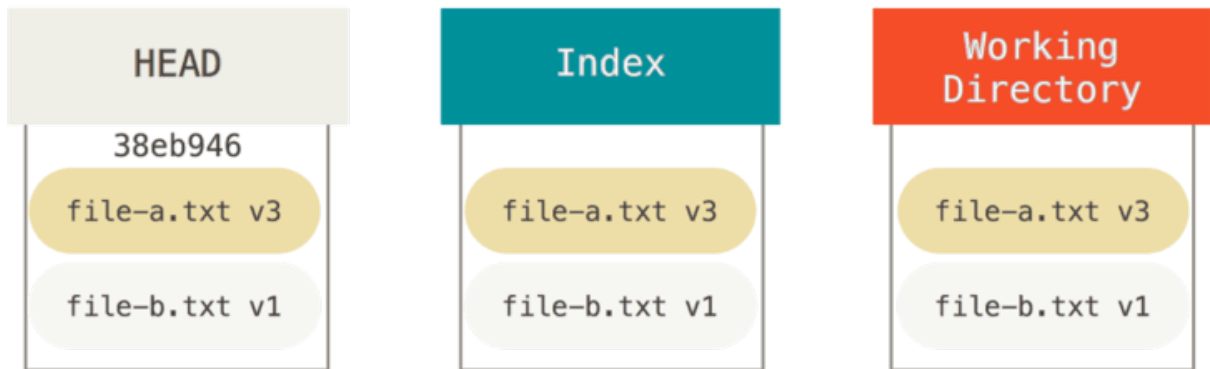 HEAD
Index
Working
Directory
38eb946
file-a.txt v3
file-a.txt v3
file-a.txt v3
file-b.txt v1
file-b.txt v1
file-b.txt v1